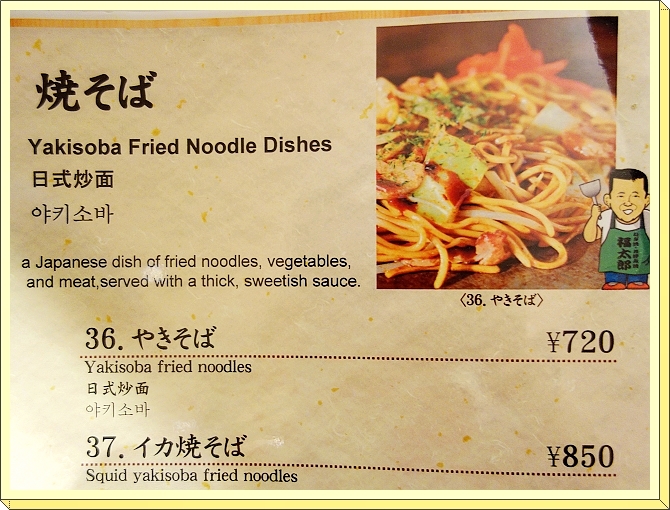 焼そば
Yakisoba Fried Noodle Dishes
日式炒面
야키소바
a Japanese dish of fried noodles, vegetables,
and meat,served with a thick, sweetish sauce.
〈36. やきそば〉
福太郎
36. やきそば ¥720
Yakisoba fried noodles
日式炒面
야키소바
37. イカ焼そば ¥850
Squid yakisoba fried noodles